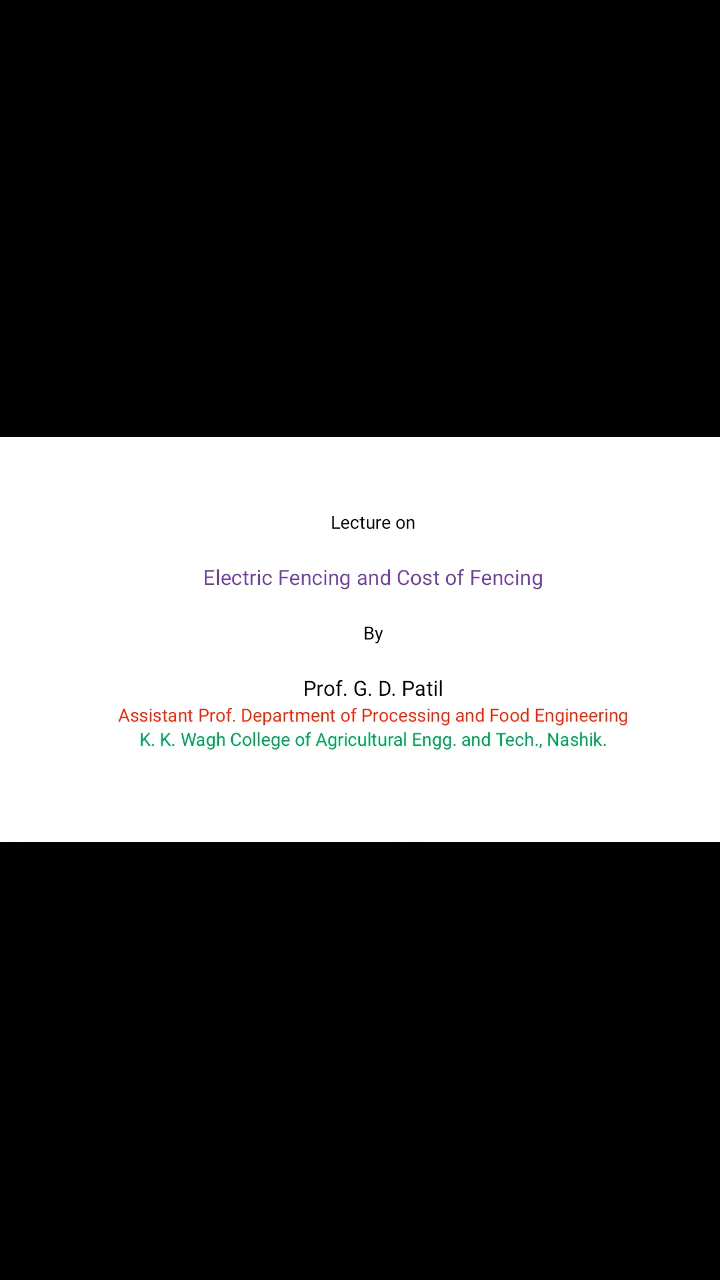 Lecture on
Electric Fencing and Cost of Fencing
By
Prof. G. D. Patil
Assistant Prof. Department of Processing and Food Engineering
K. K. Wagh College of Agricultural Engg. and Tech., Nashik.